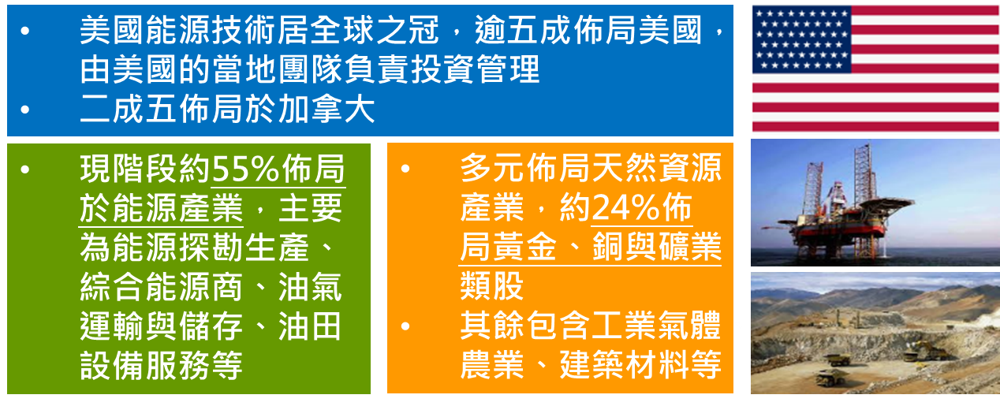 • 美國能源技術居全球之冠，逾五成佈局美國，
由美國的當地團隊負責投資管理
• 二成五佈局於加拿大
• 現階段約55%佈局
於能源產業，主要
為能源探勘生產、
綜合能源商、油氣
運輸與儲存、油田
設備服務等
• 多元佈局天然資源
產業，約24%佈
局黃金、銅與礦業
類股
• 其餘包含工業氣體
農業、建築材料等